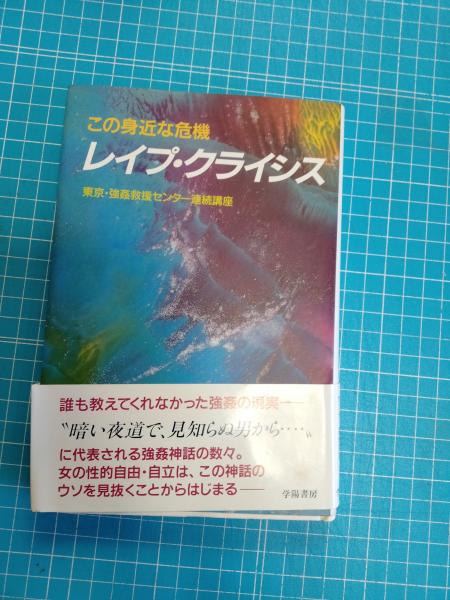 この身近な危機
レイプ・クライシス
東京・強姦救援センター連続講座
誰も教えてくれなかった強姦の現実――
〝暗い夜道で、見知らぬ男から‥‥〟
に代表される強姦神話の数々。
女の性的自由・自立は、この神話の
ウソを見抜くことからはじまる――
学陽書房